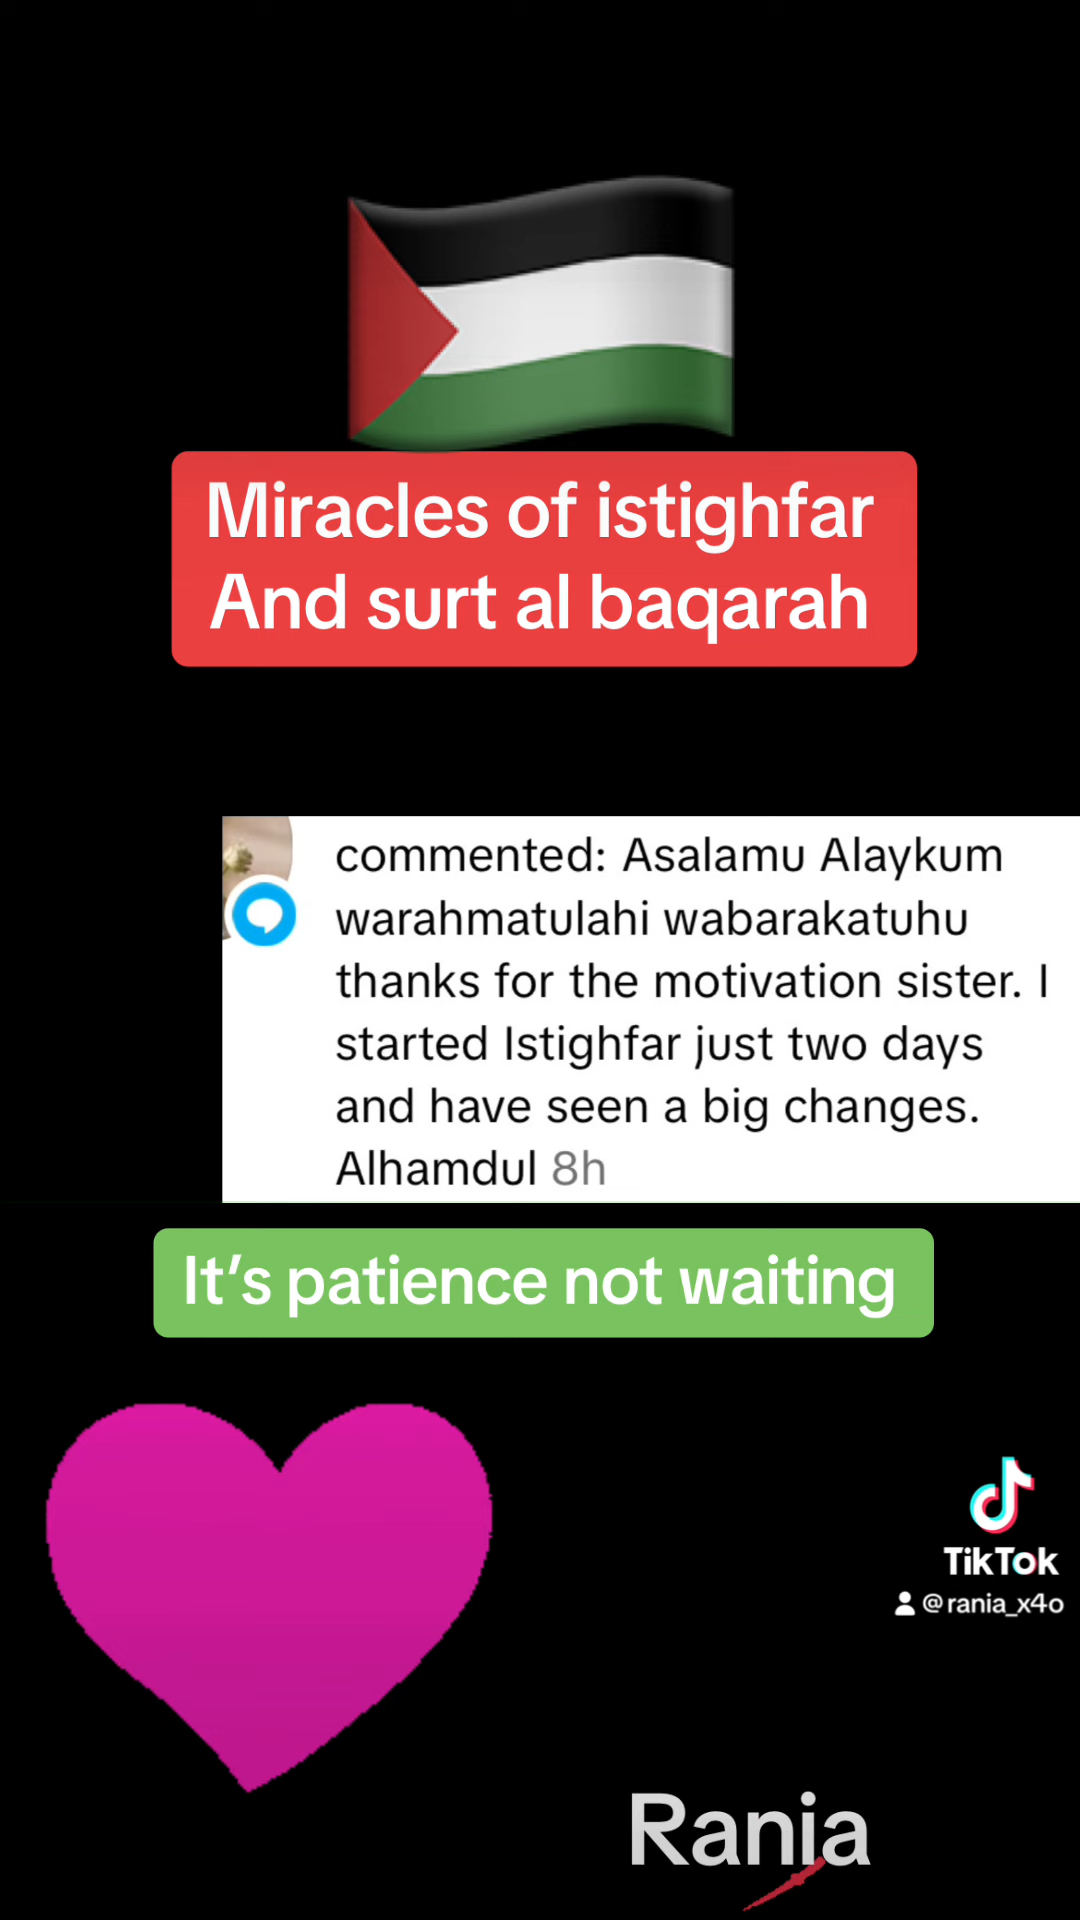 Miracles of istighfar
And surt al baqarah
commented: Asalamu Alaykum
warahmatulahi wabarakatuhu
thanks for the motivation sister. I
started Istighfar just two days
and have seen a big changes.
Alhamdul 8h
It’s patience not waiting
TikTok
@rania_x4o
Rania